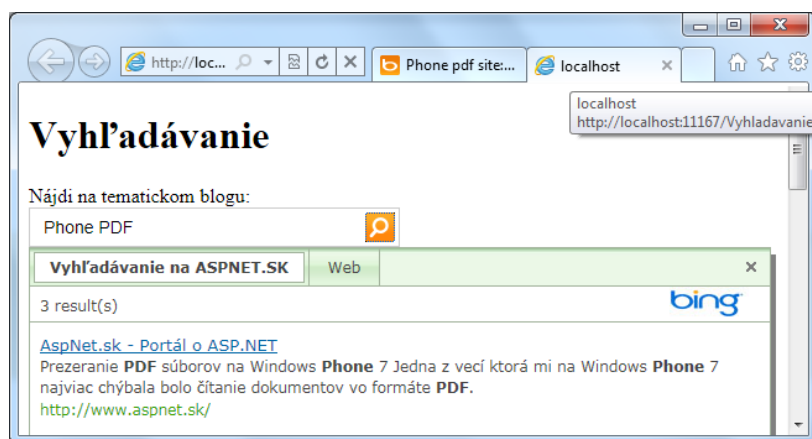 http://loc...
Phone pdf site:...
localhost
localhost
http://localhost:11167/Vyhladavanie
Vyhľadávanie
Nájdi na tematickom blogu:
Phone PDF
Vyhľadávanie na ASPNET.SK
Web
3 result(s)
bing
AspNet.sk - Portál o ASP.NET
Prezeranie PDF súborov na Windows Phone 7 Jedna z vecí ktorá mi na Windows Phone 7
najviac chýbala bolo čítanie dokumentov vo formáte PDF.
http://www.aspnet.sk/